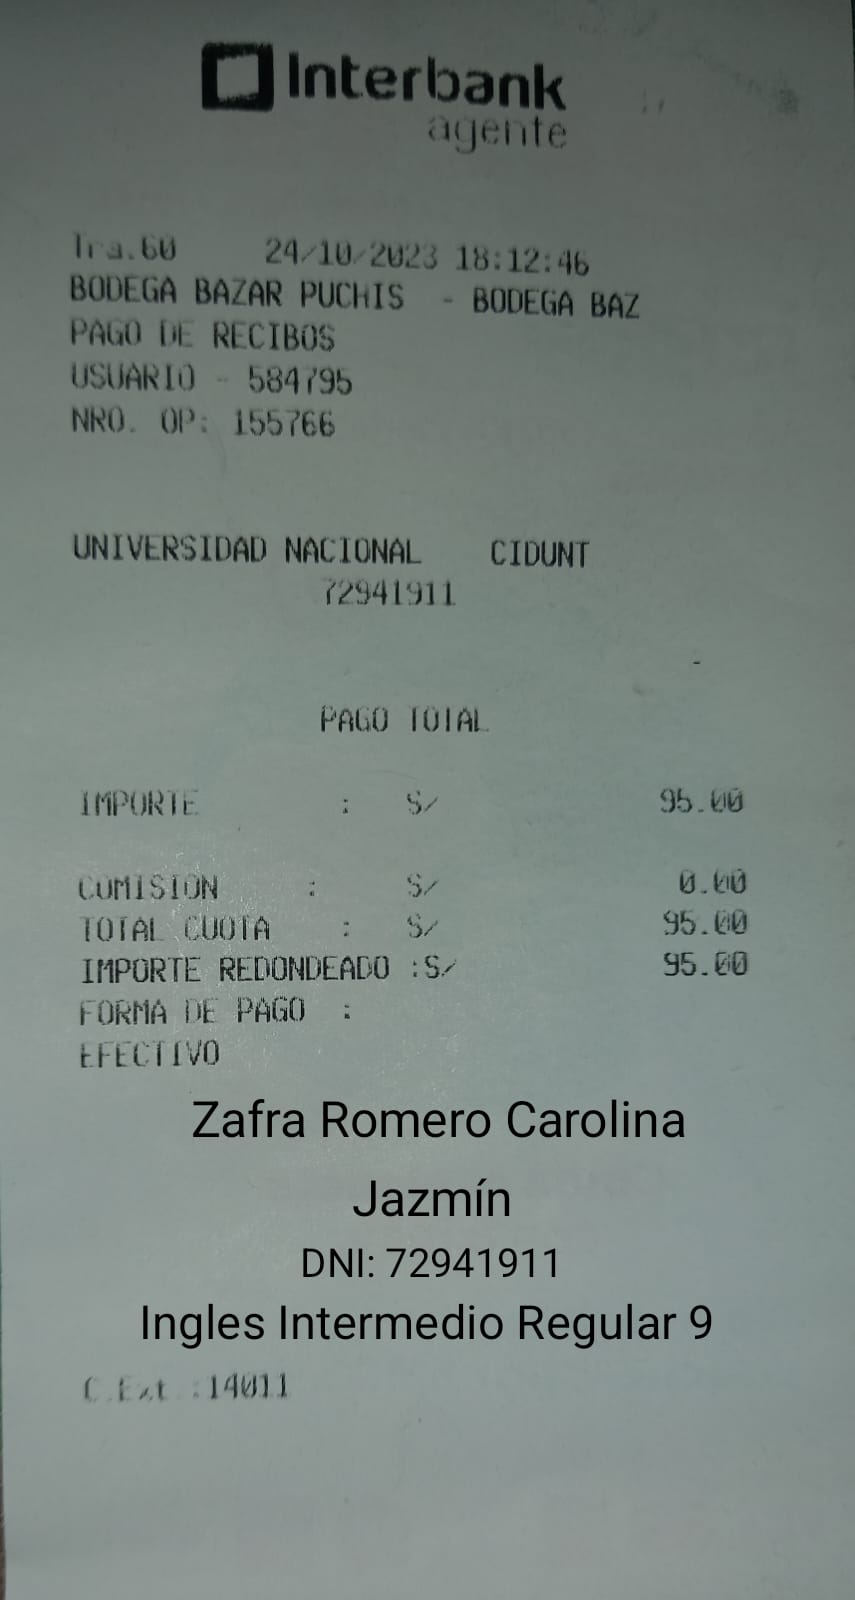 Interbank
agente
Tra.60 24/10/2023 18:12:46
BODEGA BAZAR PUCHIS - BODEGA BAZ
PAGO DE RECIBOS
USUARIO - 584795
NRO. OP: 155766
UNIVERSIDAD NACIONAL CIDUNT
72941911
PAGO TOTAL
IMPORTE : S/ 95.00
COMISION : S/ 0.00
TOTAL CUOTA : S/ 95.00
IMPORTE REDONDEADO :S/ 95.00
FORMA DE PAGO :
EFECTIVO
Zafra Romero Carolina
Jazmín
DNI: 72941911
Ingles Intermedio Regular 9
C.Ext :14011